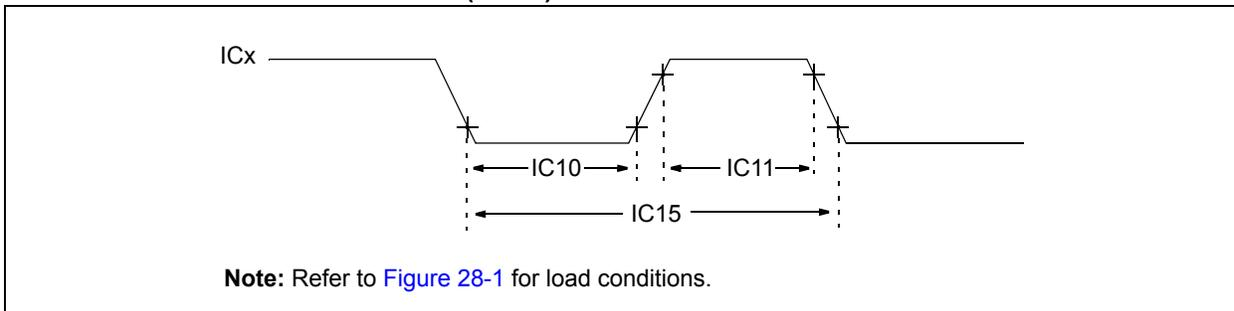 ICx
IC10
IC11
IC15
Note: Refer to Figure 28-1 for load conditions.